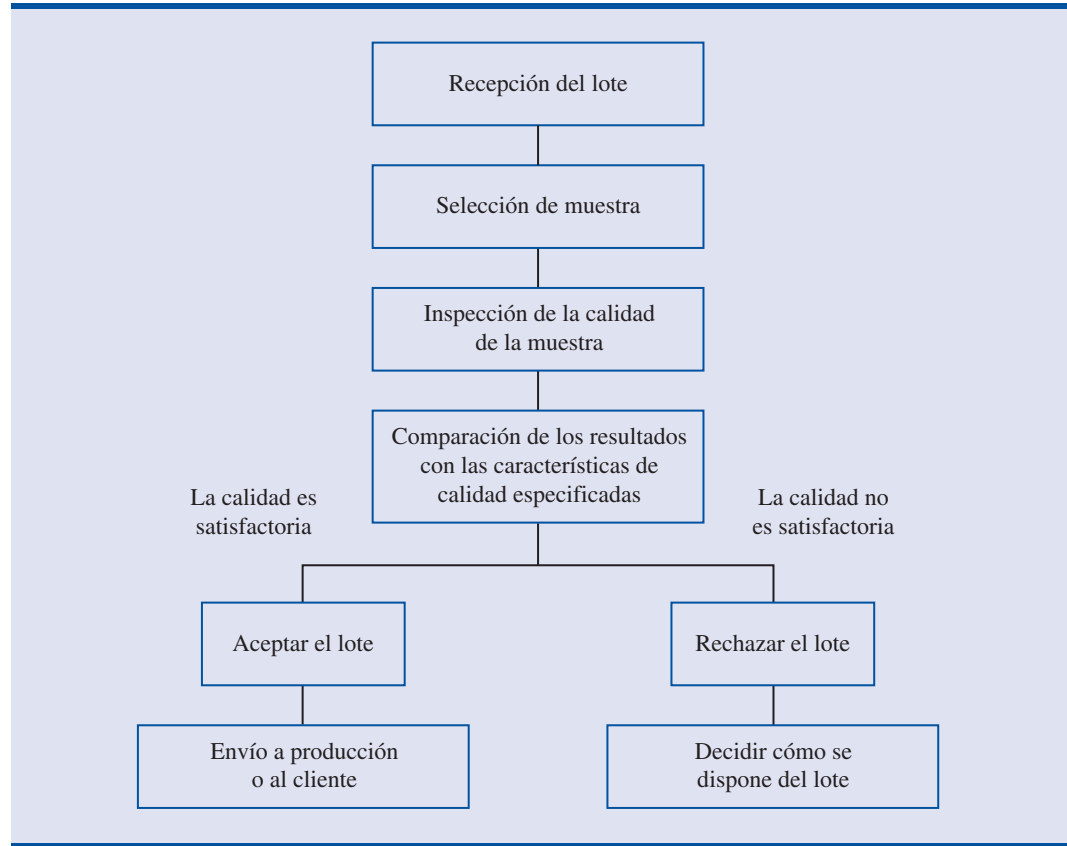 Recepción del lote
Selección de muestra
Inspección de la calidad
de la muestra
Comparación de los resultados
con las características de
calidad especificadas
La calidad es
satisfactoria
La calidad no
es satisfactoria
Aceptar el lote
Rechazar el lote
Envío a producción
o al cliente
Decidir cómo se
dispone del lote